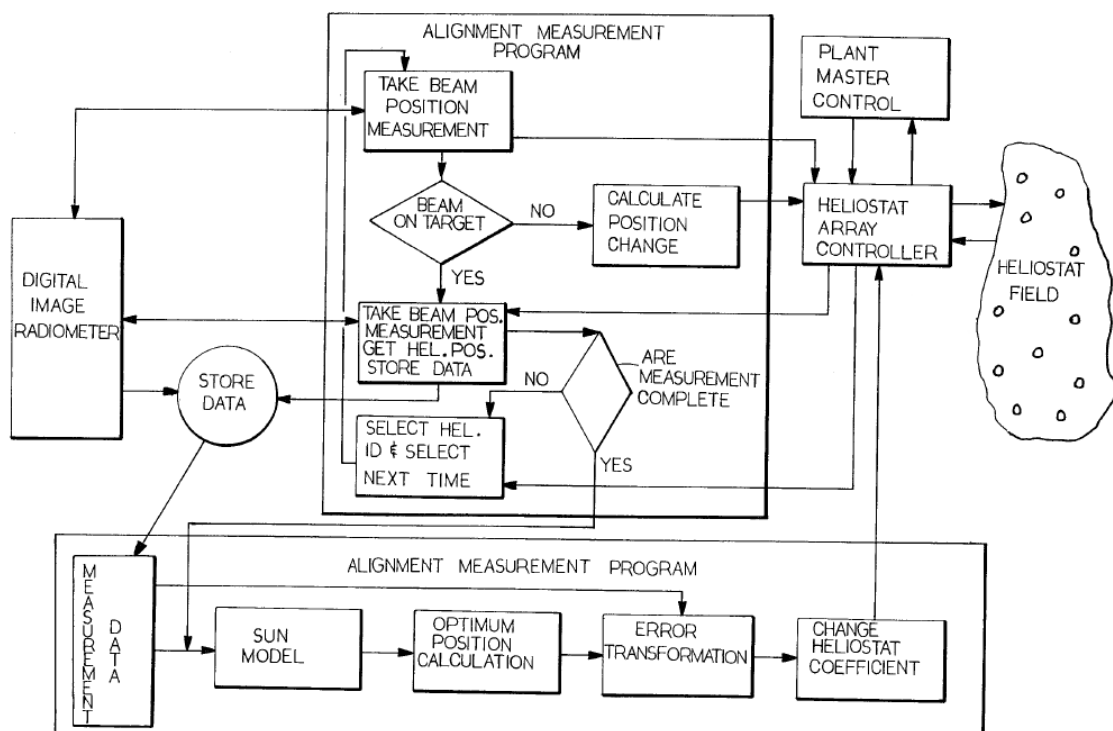 ALIGNMENT MEASUREMENT
PROGRAM
TAKE BEAM
POSITION
MEASUREMENT
PLANT
MASTER
CONTROL
BEAM
ON TARGET
NO
YES
CALCULATE
POSITION
CHANGE
HELIOSTAT
ARRAY
CONTROLLER
HELIOSTAT
FIELD
DIGITAL
IMAGE
RADIOMETER
TAKE BEAM POS.
MEASUREMENT
GET HEL. POS.
STORE DATA
ARE
MEASUREMENT
COMPLETE
NO
YES
STORE
DATA
SELECT HEL.
ID & SELECT
NEXT TIME
ALIGNMENT MEASUREMENT PROGRAM
MEASUREMENT
DATA
SUN
MODEL
OPTIMUM
POSITION
CALCULATION
ERROR
TRANSFORMATION
CHANGE
HELIOSTAT
COEFFICIENT